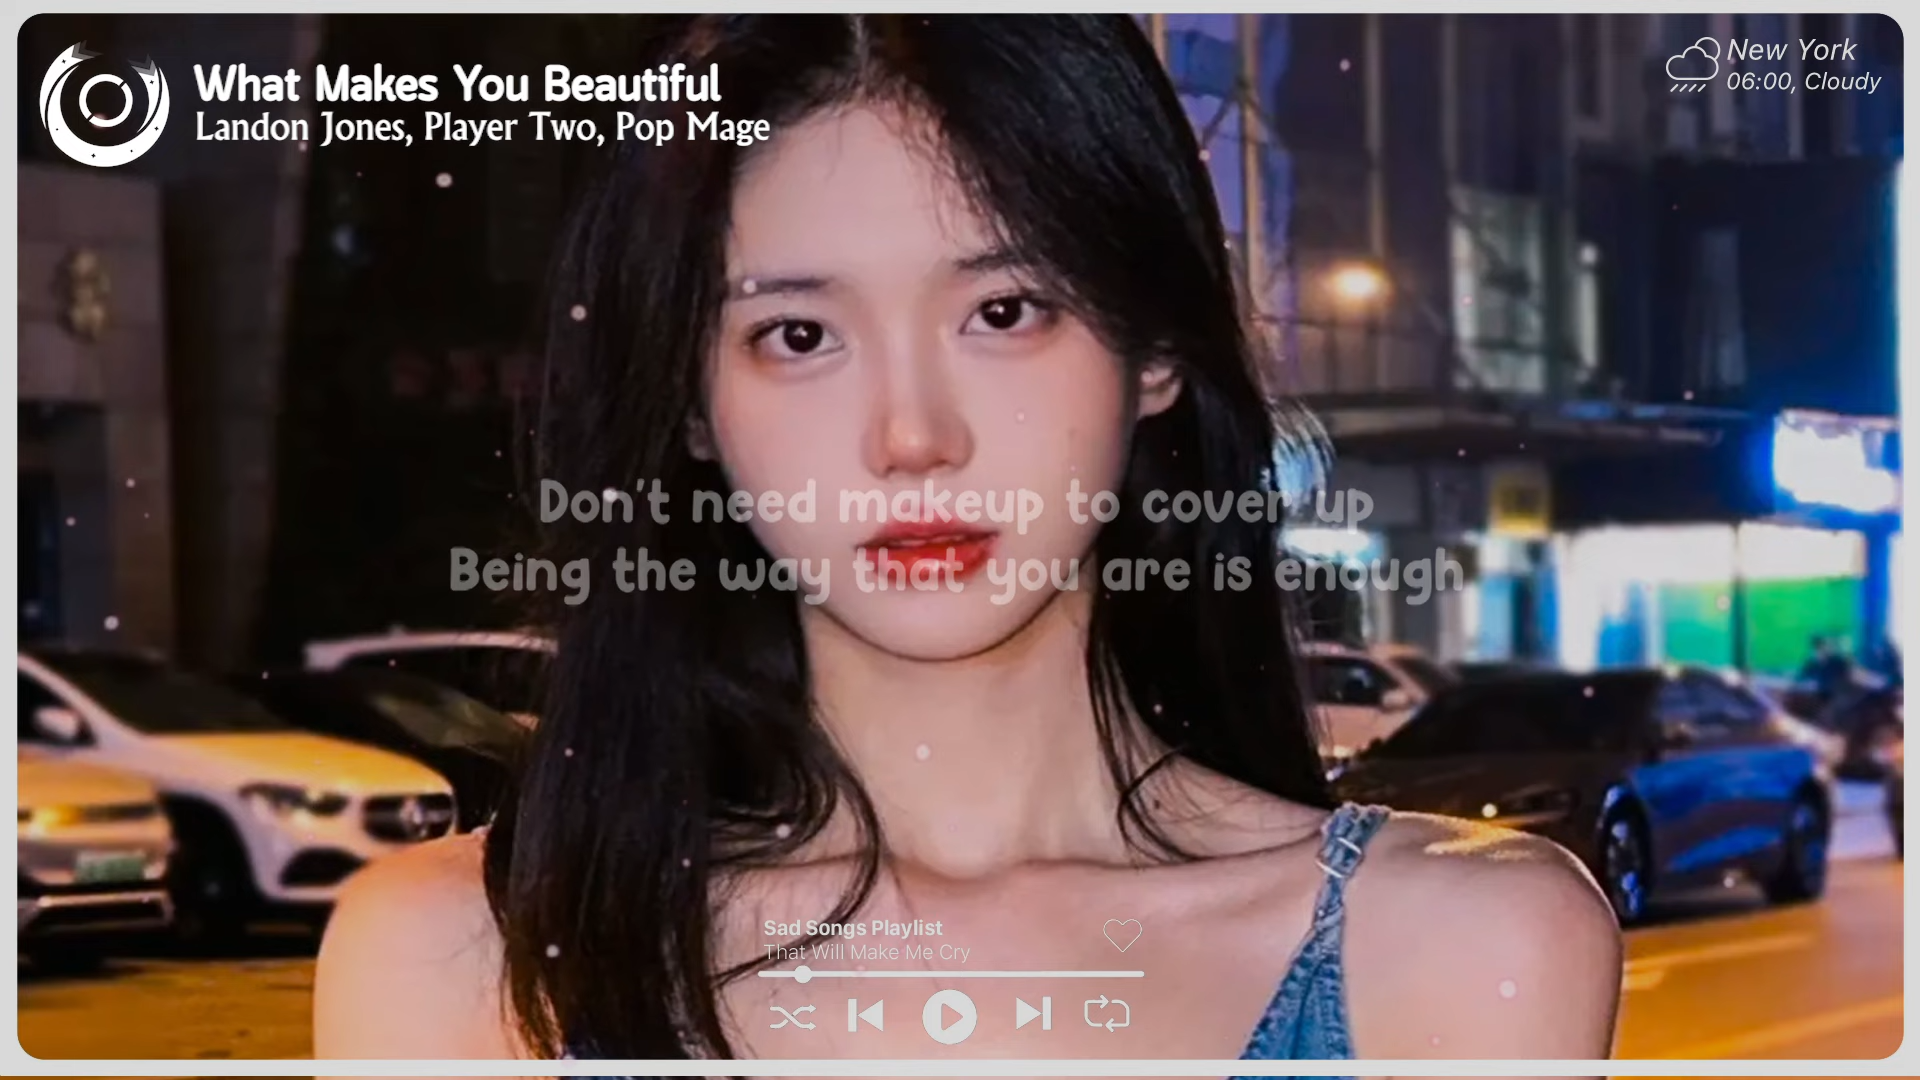 What Makes You Beautiful
Landon Jones, Player Two, Pop Mage
New York
06:00, Cloudy
Don't need makeup to cover up
Being the way that you are is enough
Sad Songs Playlist
That Will Make Me Cry